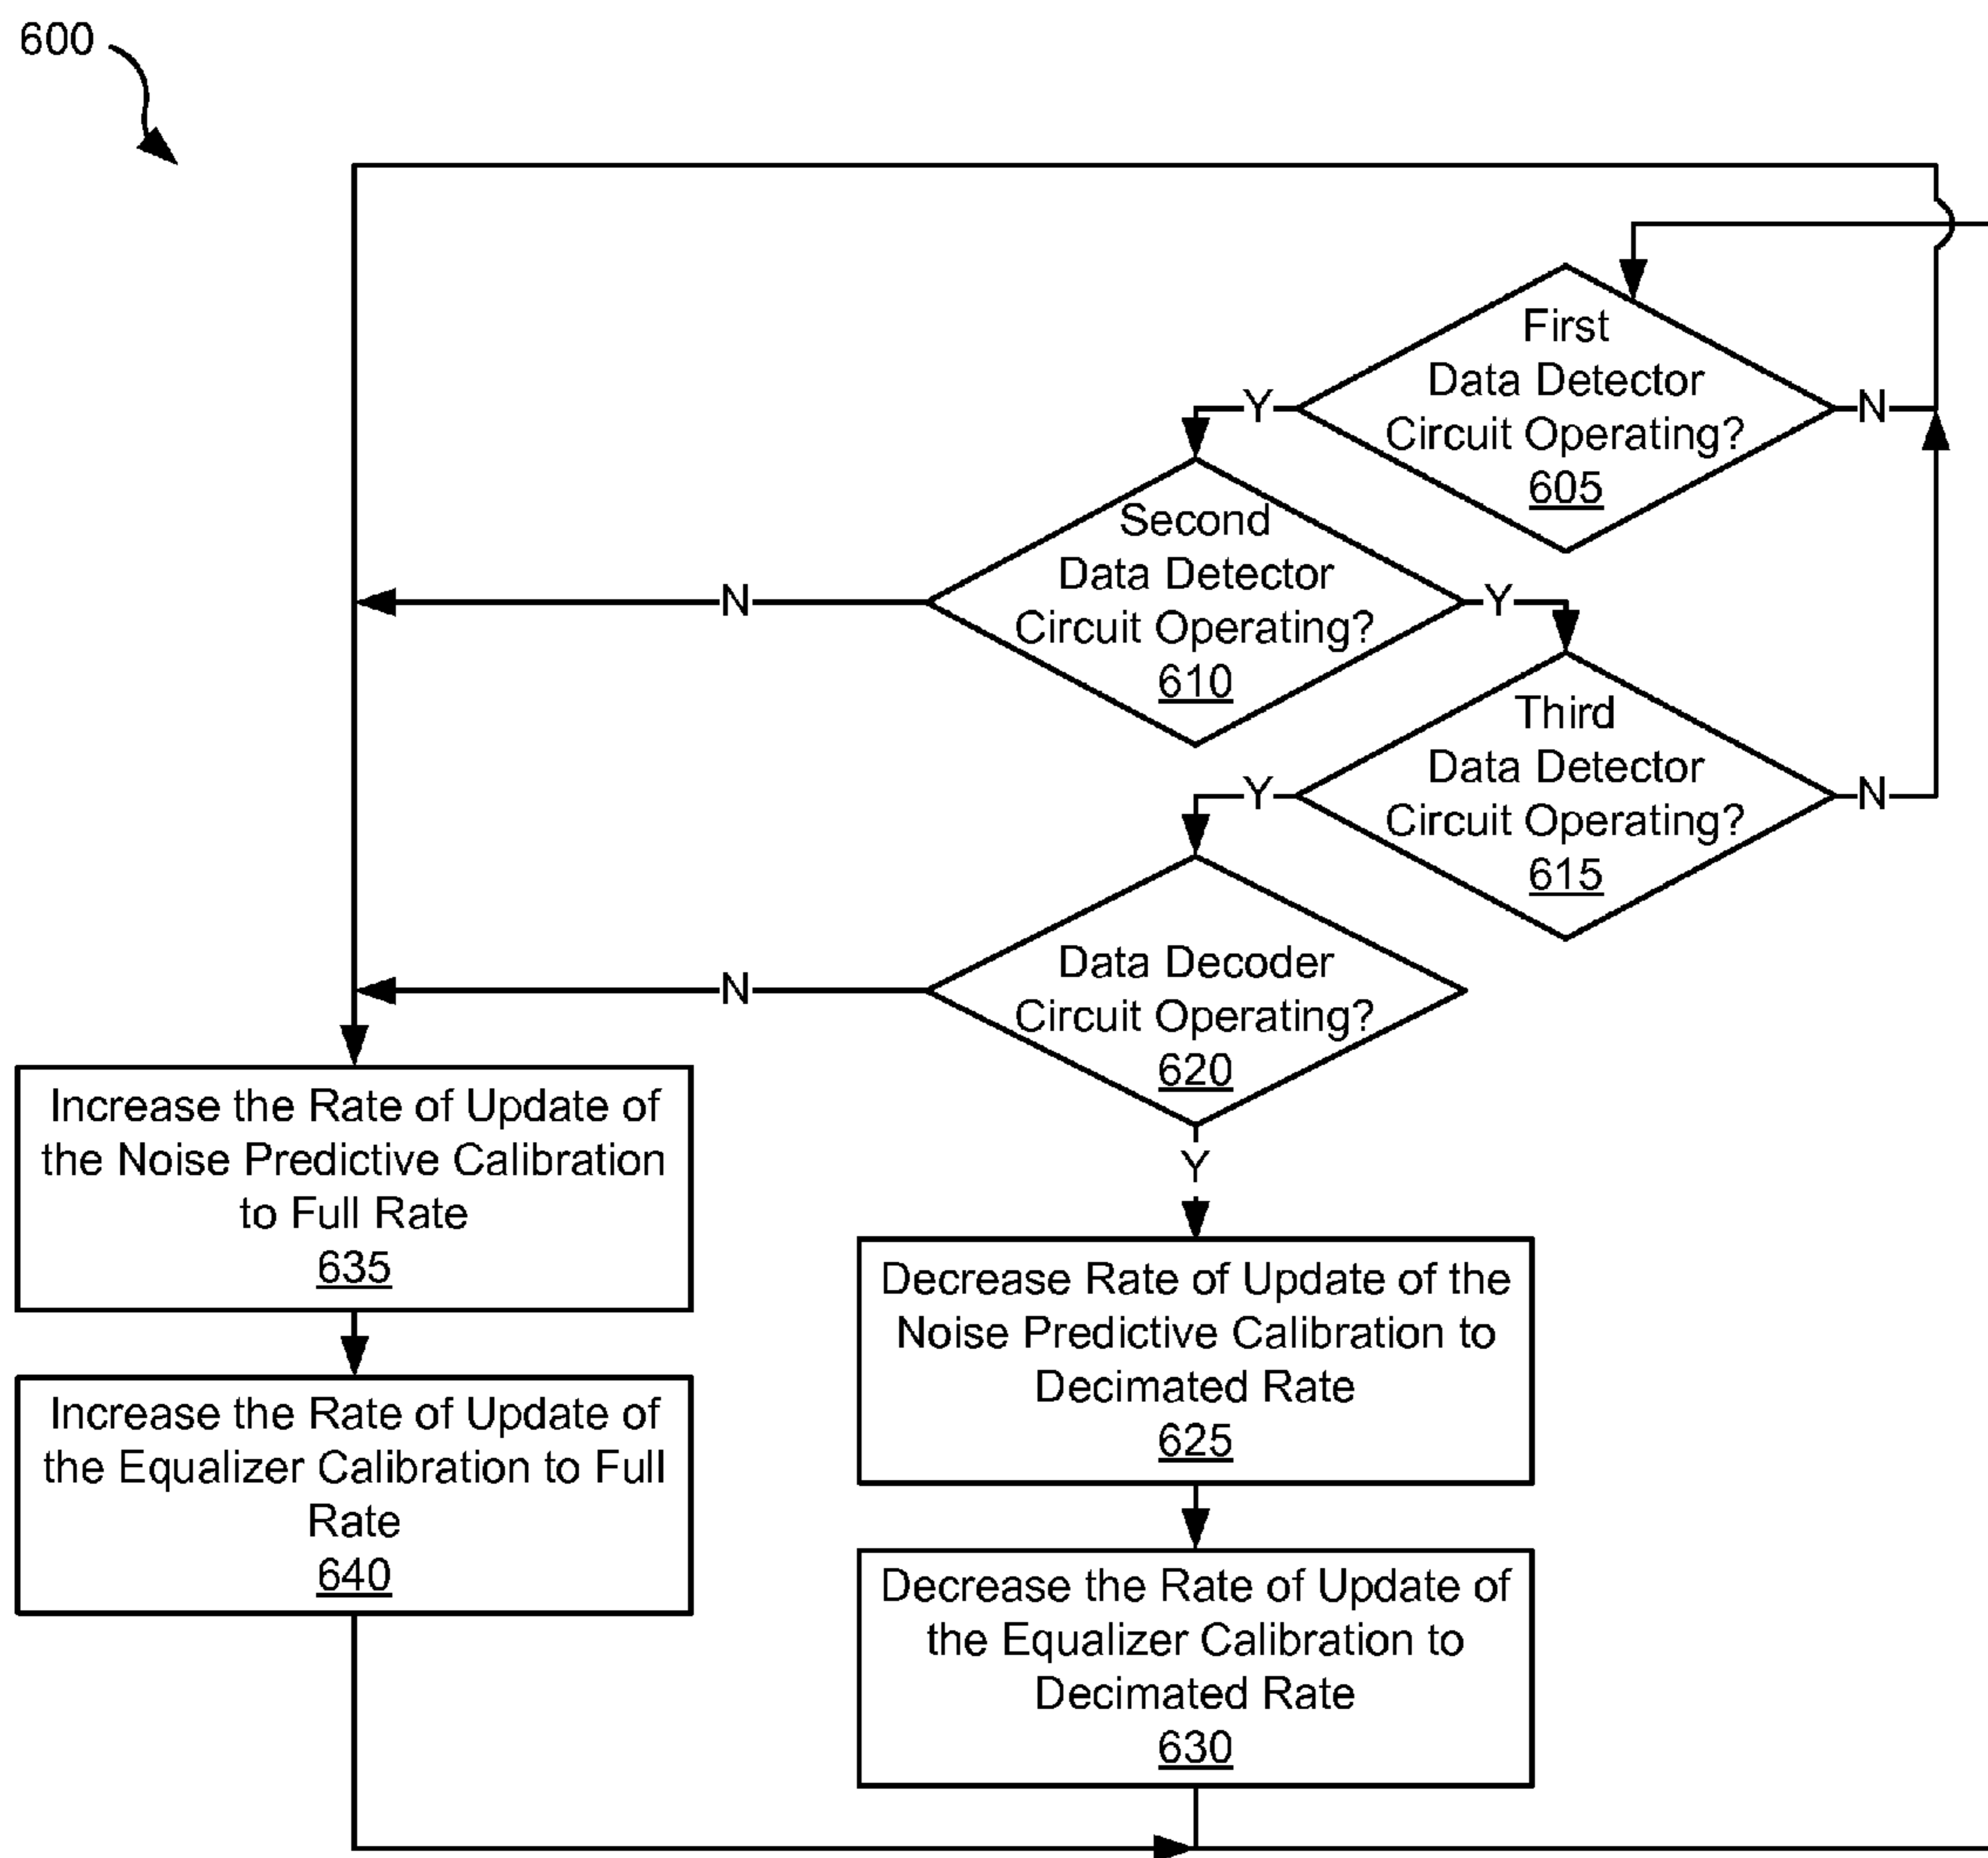 600
First
Data Detector
Circuit Operating?
605
Y
N
Second
Data Detector
Circuit Operating?
610
N
Y
Third
Data Detector
Circuit Operating?
615
Y
N
Data Decoder
Circuit Operating?
620
N
Y
Increase the Rate of Update of
the Noise Predictive Calibration
to Full Rate
635
Increase the Rate of Update of
the Equalizer Calibration to Full
Rate
640
Decrease Rate of Update of the
Noise Predictive Calibration to
Decimated Rate
625
Decrease the Rate of Update of
the Equalizer Calibration to
Decimated Rate
630